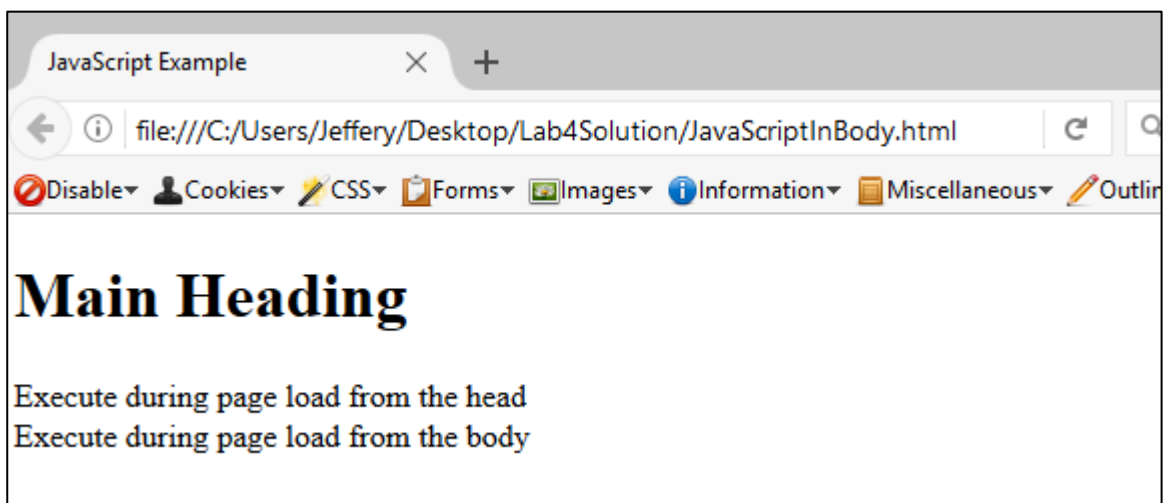 JavaScript Example
file:///C:/Users/Jeffery/Desktop/Lab4Solution/JavaScriptInBody.html
Disable Cookies CSS Forms Images Information Miscellaneous Outlin
Main Heading
Execute during page load from the head
Execute during page load from the body